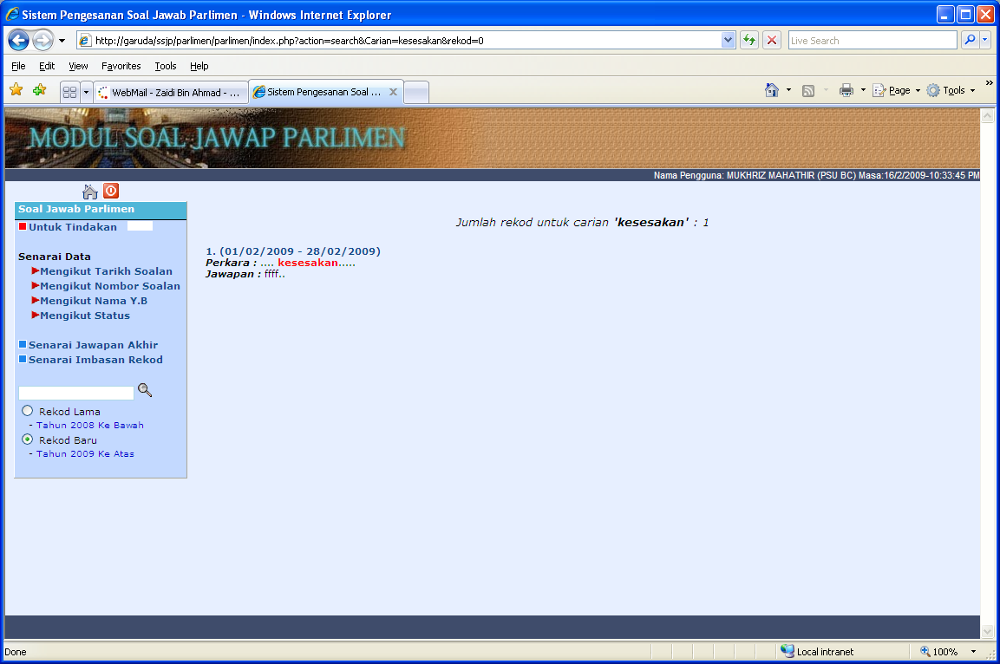 Sistem Pengesanan Soal Jawab Parlimen - Windows Internet Explorer
http://garuda/ssjp/parlimen/parlimen/index.php?action=search&Carian=kesesakan&rekod=0
Live Search
File Edit View Favorites Tools Help
WebMail - Zaidi Bin Ahmad - ...
Sistem Pengesanan Soal ...
Page
Tools
»
MODUL SOAL JAWAP PARLIMEN
Nama Pengguna: MUKHRIZ MAHATHIR (PSU BC) Masa:16/2/2009-10:33:45 PM
Soal Jawab Parlimen
Untuk Tindakan
Senarai Data
Mengikut Tarikh Soalan
Mengikut Nombor Soalan
Mengikut Nama Y.B
Mengikut Status
Senarai Jawapan Akhir
Senarai Imbasan Rekod
Rekod Lama
- Tahun 2008 Ke Bawah
Rekod Baru
- Tahun 2009 Ke Atas
Jumlah rekod untuk carian 'kesesakan' : 1
1. (01/02/2009 - 28/02/2009)
Perkara : .... kesesakan.....
Jawapan : ffff..
Done
Local intranet
100%